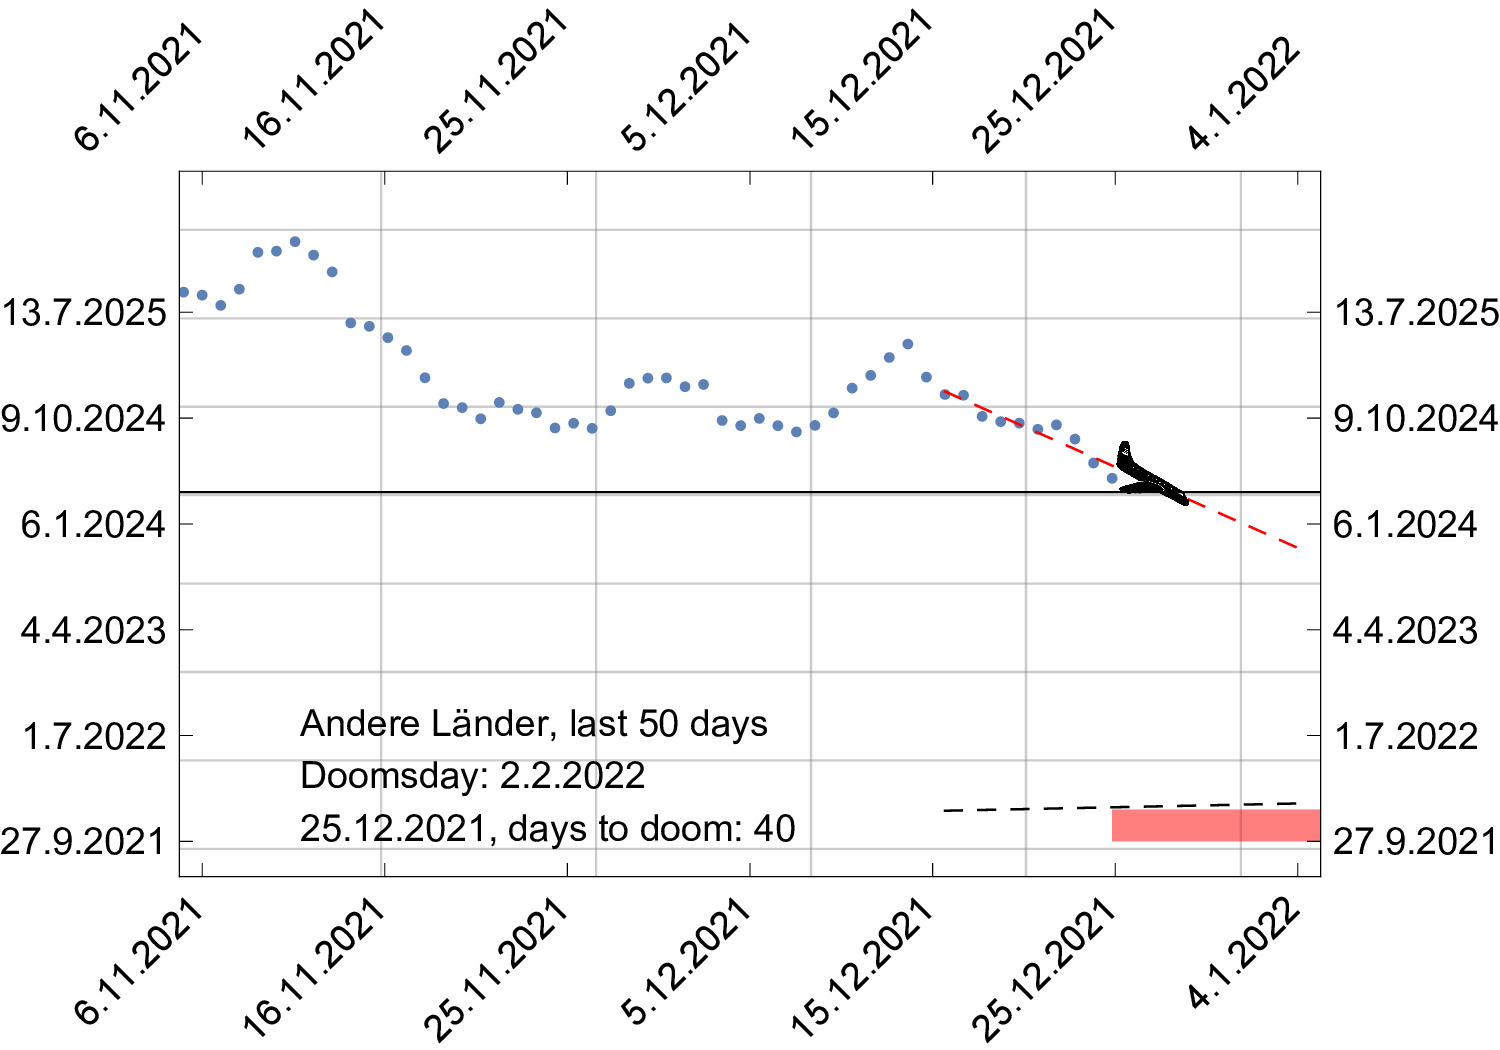 6.11.2021 16.11.2021 25.11.2021 5.12.2021 15.12.2021 25.12.2021 4.1.2022
13.7.2025 13.7.2025
9.10.2024 9.10.2024
6.1.2024 6.1.2024
4.4.2023 4.4.2023
1.7.2022 1.7.2022
Andere Länder, last 50 days
Doomsday: 2.2.2022
25.12.2021, days to doom: 40
27.9.2021 27.9.2021
6.11.2021 16.11.2021 25.11.2021 5.12.2021 15.12.2021 25.12.2021 4.1.2022